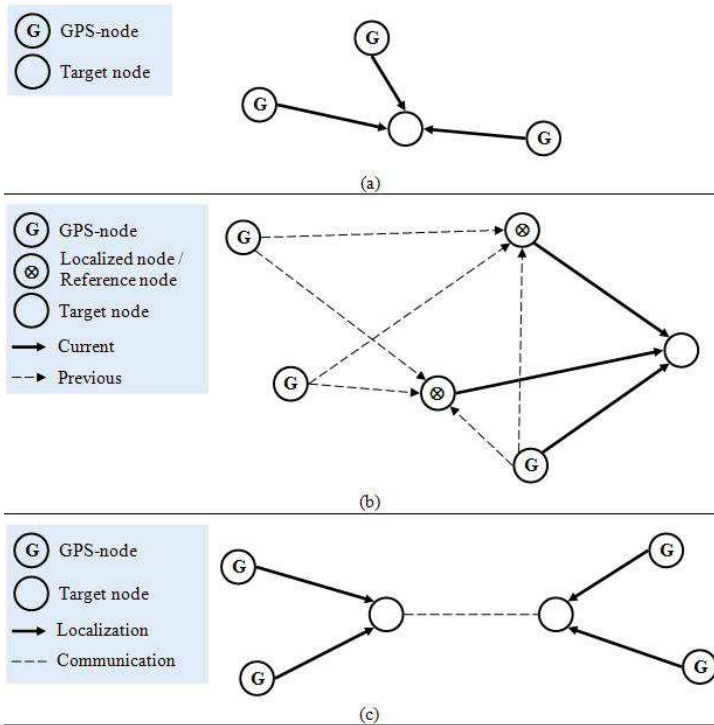 G GPS-node
Target node
G
G
G
(a)
G GPS-node
Localized node /
Reference node
Target node
Current
Previous
G
G
G
(b)
G GPS-node
Target node
Localization
Communication
G
G
G
G
(c)